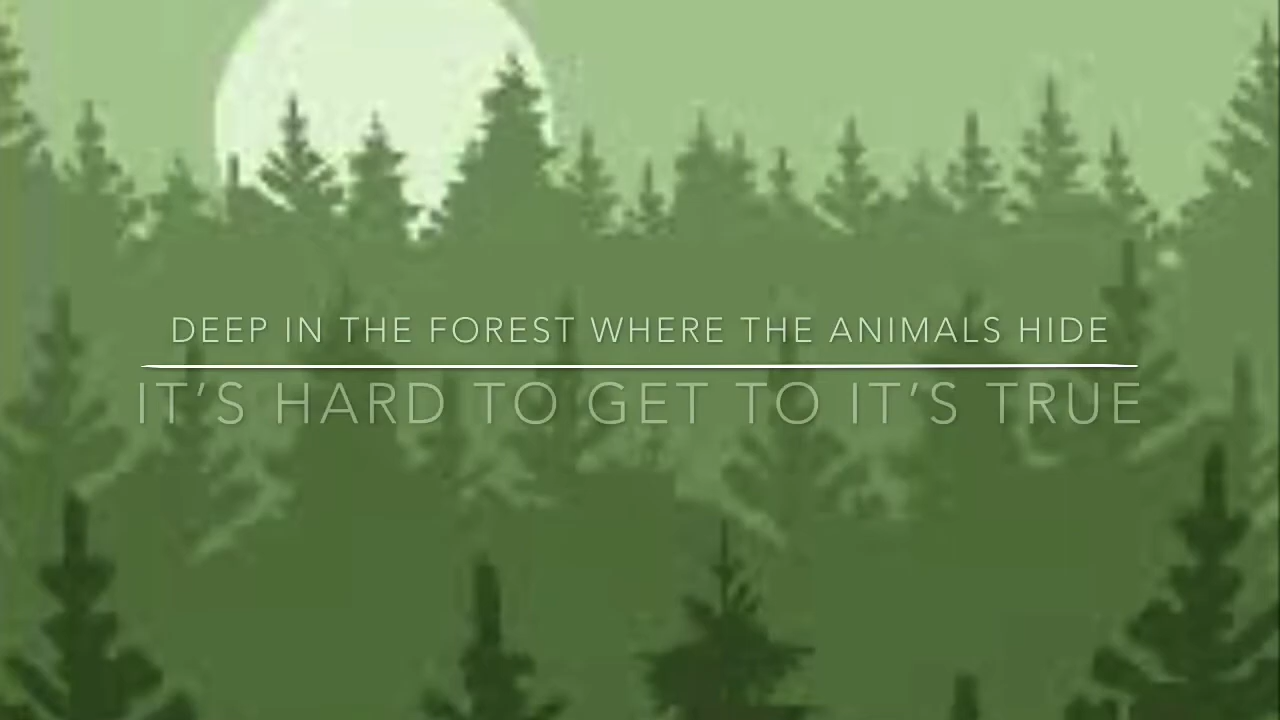 DEEP IN THE FOREST WHERE THE ANIMALS HIDE
IT’S HARD TO GET TO IT’S TRUE